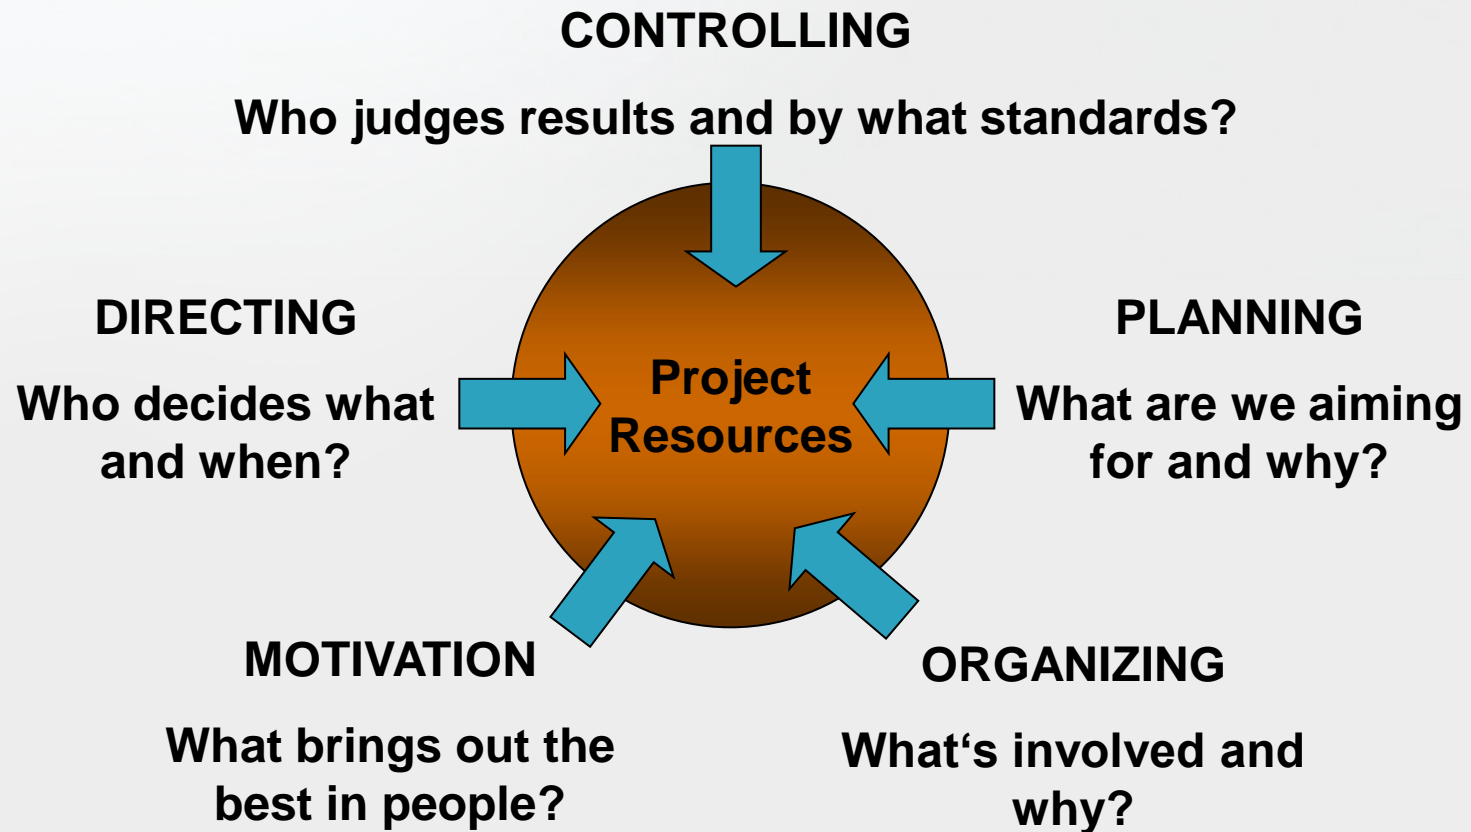 CONTROLLING
Who judges results and by what standards?
DIRECTING
Who decides what
and when?
Project
Resources
PLANNING
What are we aiming
for and why?
MOTIVATION
What brings out the
best in people?
ORGANIZING
What‘s involved and
why?